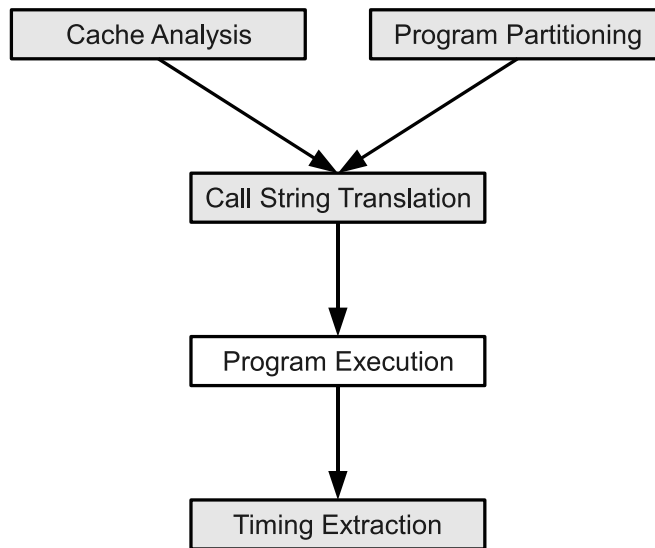 Cache Analysis
Program Partitioning
Call String Translation
Program Execution
Timing Extraction